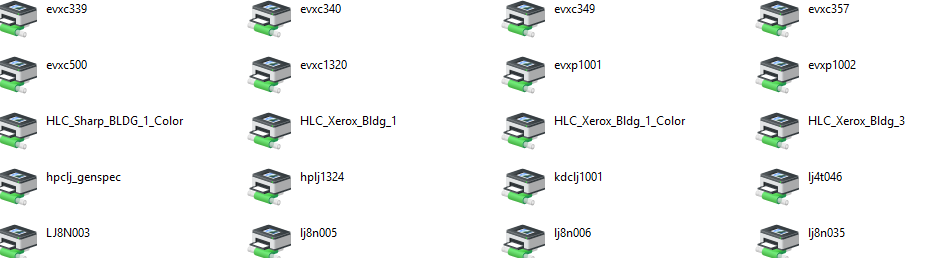 evxc339 evxc340 evxc349 evxc357
evxc500 evxc1320 evxp1001 evxp1002
HLC_Sharp_BLDG_1_Color HLC_Xerox_Bldg_1 HLC_Xerox_Bldg_1_Color HLC_Xerox_Bldg_3
hpclj_genspec hplj1324 kdclj1001 lj4t046
LJ8N003 lj8n005 lj8n006 lj8n035